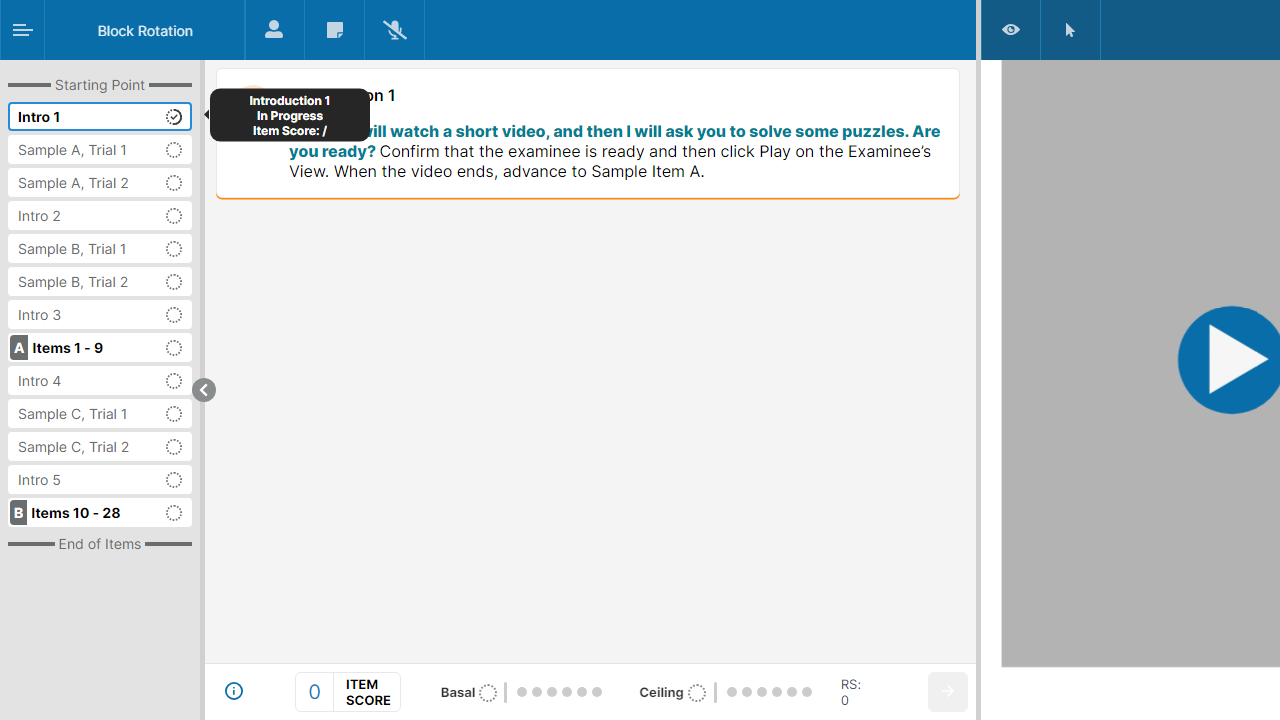 Block Rotation
Starting Point
Intro 1
Sample A, Trial 1
Sample A, Trial 2
Intro 2
Sample B, Trial 1
Sample B, Trial 2
Intro 3
A Items 1 - 9
Intro 4
Sample C, Trial 1
Sample C, Trial 2
Intro 5
B Items 10 - 28
End of Items
Introduction 1
In Progress
Item Score: /
on 1
will watch a short video, and then I will ask you to solve some puzzles. Are
you ready? Confirm that the examinee is ready and then click Play on the Examinee’s
View. When the video ends, advance to Sample Item A.
0 ITEM
SCORE
Basal
Ceiling
RS:
0